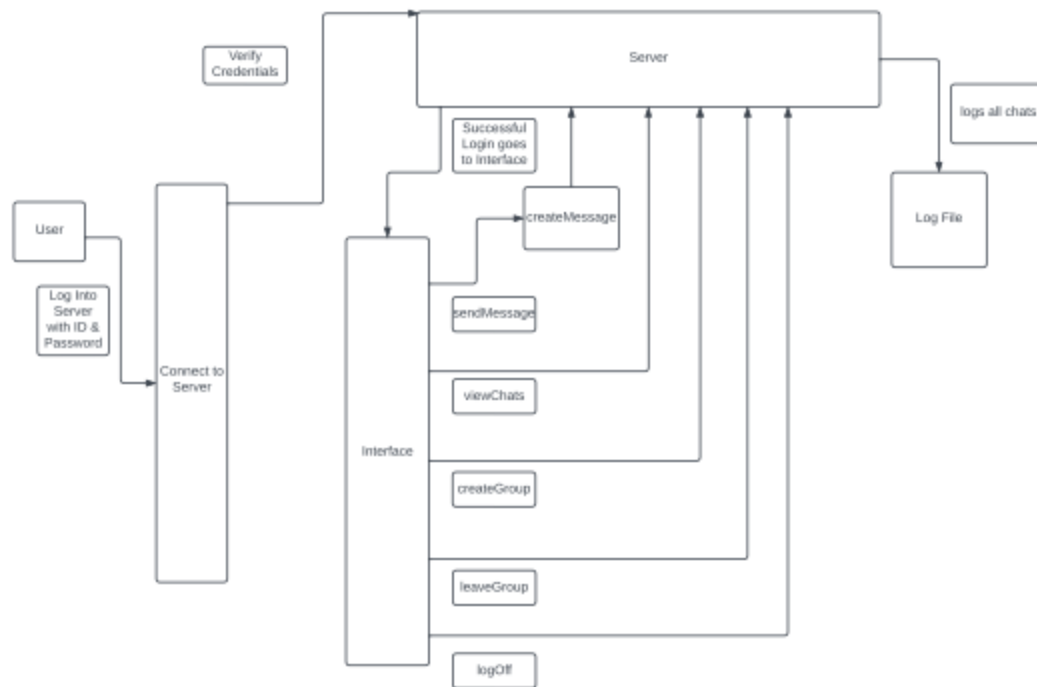 Verify
Credentials
Server
logs all chats
Successful
Login goes
to Interface
createMessage
User
Log File
Log Into
Server
with ID &
Password
sendMessage
Connect to
Server
viewChats
Interface
createGroup
leaveGroup
logOff